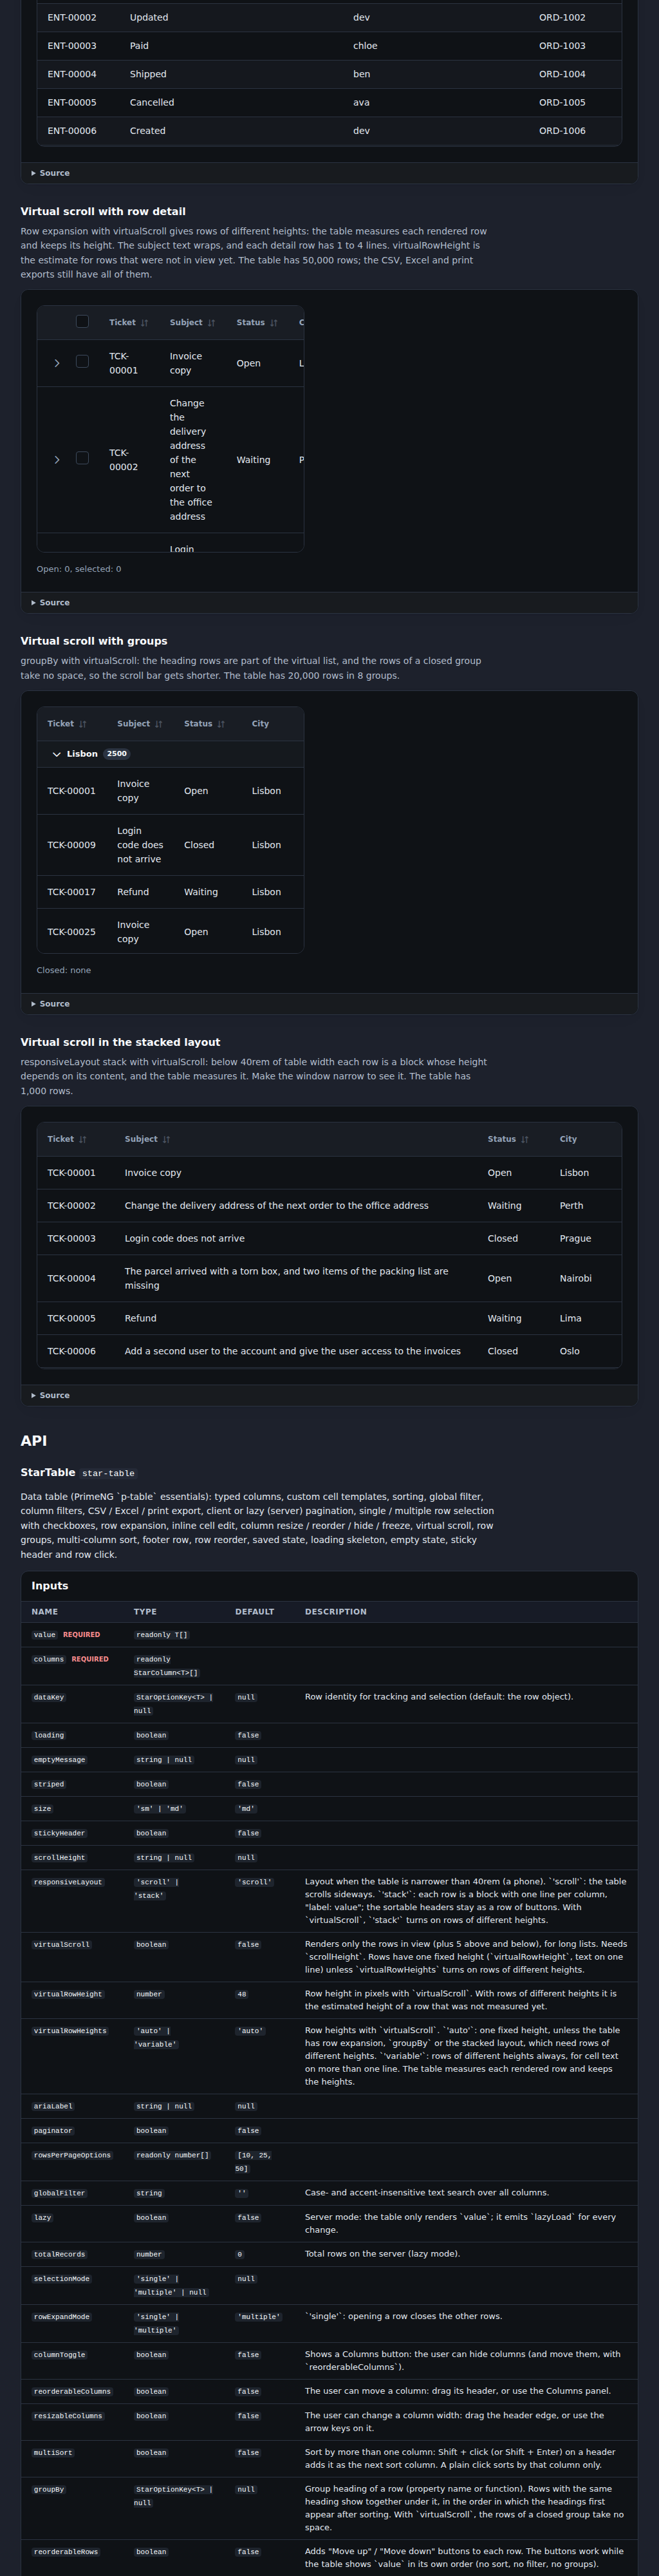 ENT-00002 Updated dev ORD-1002
ENT-00003 Paid chloe ORD-1003
ENT-00004 Shipped ben ORD-1004
ENT-00005 Cancelled ava ORD-1005
ENT-00006 Created dev ORD-1006
Source
Virtual scroll with row detail
Row expansion with virtualScroll gives rows of different heights: the table measures each rendered row
and keeps its height. The subject text wraps, and each detail row has 1 to 4 lines. virtualRowHeight is
the estimate for rows that were not in view yet. The table has 50,000 rows; the CSV, Excel and print
exports still have all of them.
Ticket Subject Status
TCK-
00001
Invoice
copy
Open L
TCK-
00002
Change
the
delivery
address
of the
next
order to
the office
address
Waiting P
Login
Open: 0, selected: 0
Source
Virtual scroll with groups
groupBy with virtualScroll: the heading rows are part of the virtual list, and the rows of a closed group
take no space, so the scroll bar gets shorter. The table has 20,000 rows in 8 groups.
Ticket Subject Status City
Lisbon 2500
TCK-00001 Invoice
copy Open Lisbon
TCK-00009 Login
code does
not arrive Closed Lisbon
TCK-00017 Refund Waiting Lisbon
TCK-00025 Invoice
copy Open Lisbon
Closed: none
Source
Virtual scroll in the stacked layout
responsiveLayout stack with virtualScroll: below 40rem of table width each row is a block whose height
depends on its content, and the table measures it. Make the window narrow to see it. The table has
1,000 rows.
Ticket Subject Status City
TCK-00001 Invoice copy Open Lisbon
TCK-00002 Change the delivery address of the next order to the office address Waiting Perth
TCK-00003 Login code does not arrive Closed Prague
TCK-00004 The parcel arrived with a torn box, and two items of the packing list are
missing Open Nairobi
TCK-00005 Refund Waiting Lima
TCK-00006 Add a second user to the account and give the user access to the invoices Closed Oslo
Source
API
StarTable star-table
Data table (PrimeNG `p-table` essentials): typed columns, custom cell templates, sorting, global filter,
column filters, CSV / Excel / print export, client or lazy (server) pagination, single / multiple row selection
with checkboxes, row expansion, inline cell edit, column resize / reorder / hide / freeze, virtual scroll, row
groups, multi-column sort, footer row, row reorder, saved state, loading skeleton, empty state, sticky
header and row click.
Inputs
NAME TYPE DEFAULT DESCRIPTION
value REQUIRED readonly T[]
columns REQUIRED readonly
StarColumn<T>[]
dataKey StarOptionKey<T> |
null null Row identity for tracking and selection (default: the row object).
loading boolean false
emptyMessage string | null null
striped boolean false
size 'sm' | 'md' 'md'
stickyHeader boolean false
scrollHeight string | null null
responsiveLayout 'scroll' |
'stack' 'scroll' Layout when the table is narrower than 40rem (a phone). `'scroll'`: the table
scrolls sideways. `'stack'`: each row is a block with one line per column,
"label: value"; the sortable headers stay as a row of buttons. With
`virtualScroll`, `'stack'` turns on rows of different heights.
virtualScroll boolean false Renders only the rows in view (plus 5 above and below), for long lists. Needs
`scrollHeight`. Rows have one fixed height (`virtualRowHeight`, text on one
line) unless `virtualRowHeights` turns on rows of different heights.
virtualRowHeight number 48 Row height in pixels with `virtualScroll`. With rows of different heights it is
the estimated height of a row that was not measured yet.
virtualRowHeights 'auto' |
'variable' 'auto' Row heights with `virtualScroll`. `'auto'`: one fixed height, unless the table
has row expansion, `groupBy` or the stacked layout, which need rows of
different heights. `'variable'`: rows of different heights always, for cell text
on more than one line. The table measures each rendered row and keeps
the heights.
ariaLabel string | null null
paginator boolean false
rowsPerPageOptions readonly number[] [10, 25,
50]
globalFilter string '' Case- and accent-insensitive text search over all columns.
lazy boolean false Server mode: the table only renders `value`; it emits `lazyLoad` for every
change.
totalRecords number 0 Total rows on the server (lazy mode).
selectionMode 'single' |
'multiple' | null null
rowExpandMode 'single' |
'multiple' 'multiple' `'single'`: opening a row closes the other rows.
columnToggle boolean false Shows a Columns button: the user can hide columns (and move them, with
`reorderableColumns`).
reorderableColumns boolean false The user can move a column: drag its header, or use the Columns panel.
resizableColumns boolean false The user can change a column width: drag the header edge, or use the
arrow keys on it.
multiSort boolean false Sort by more than one column: Shift + click (or Shift + Enter) on a header
adds it as the next sort column. A plain click sorts by that column only.
groupBy StarOptionKey<T> |
null null Group heading of a row (property name or function). Rows with the same
heading show together under it, in the order in which the headings first
appear after sorting. With `virtualScroll`, the rows of a closed group take no
space.
reorderableRows boolean false Adds "Move up" / "Move down" buttons to each row. The buttons work while
the table shows `value` in its own order (no sort, no filter, no groups).